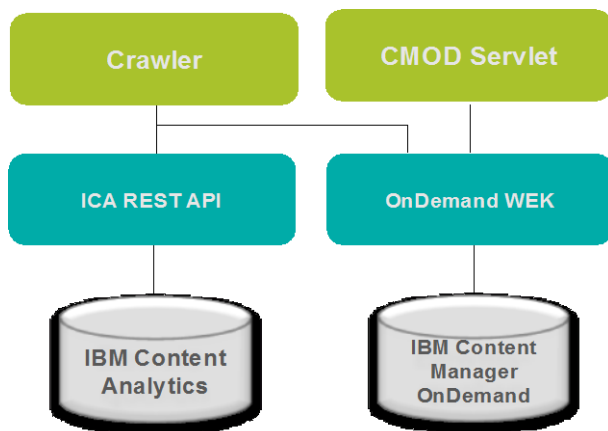 Crawler
CMOD Servlet
ICA REST API
OnDemand WEK
IBM Content
Analytics
IBM Content
Manager
OnDemand